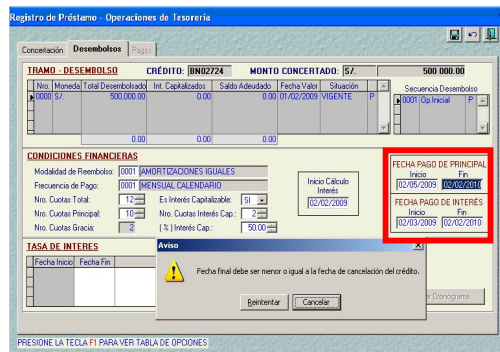 Registro de Préstamo - Operaciones de Tesorería
Concertación Desembolsos Pagos
TRAMO - DESEMBOLSO CRÉDITO: BN02724 MONTO CONCERTADO: S/. 500 000.00
Nro. Moneda Total Desembolsado Int. Capitalizados Saldo Adeudado Fecha Valor Situación P
0000 S/. 500,000.00 0.00 0.00 01/02/2009 VIGENTE P
0.00 0.00 0.00
Secuencia Desembolso
0001 Op.Inicial P
CONDICIONES FINANCIERAS
Modalidad de Reembolso: 0001 AMORTIZACIONES IGUALES
Frecuencia de Pago: 0001 MENSUAL CALENDARIO
Nro. Cuotas Total: 12 Es Interés Capitalizable: SI
Nro. Cuotas Principal: 10 Nro. Cuotas Interés Cap.: 2
Nro. Cuotas Gracia: 2 ( % ) Interés Cap.: 50.00
Inicio Cálculo
Interés
02/02/2009
FECHA PAGO DE PRINCIPAL
Inicio Fin
02/05/2009 02/02/2010
FECHA PAGO DE INTERÉS
Inicio Fin
02/03/2009 02/02/2010
TASA DE INTERES
Fecha Inicio Fecha Fin
Aviso
Fecha final debe ser menor o igual a la fecha de cancelación del crédito.
Reintentar Cancelar
Cronograma
PRESIONE LA TECLA F1 PARA VER TABLA DE OPCIONES